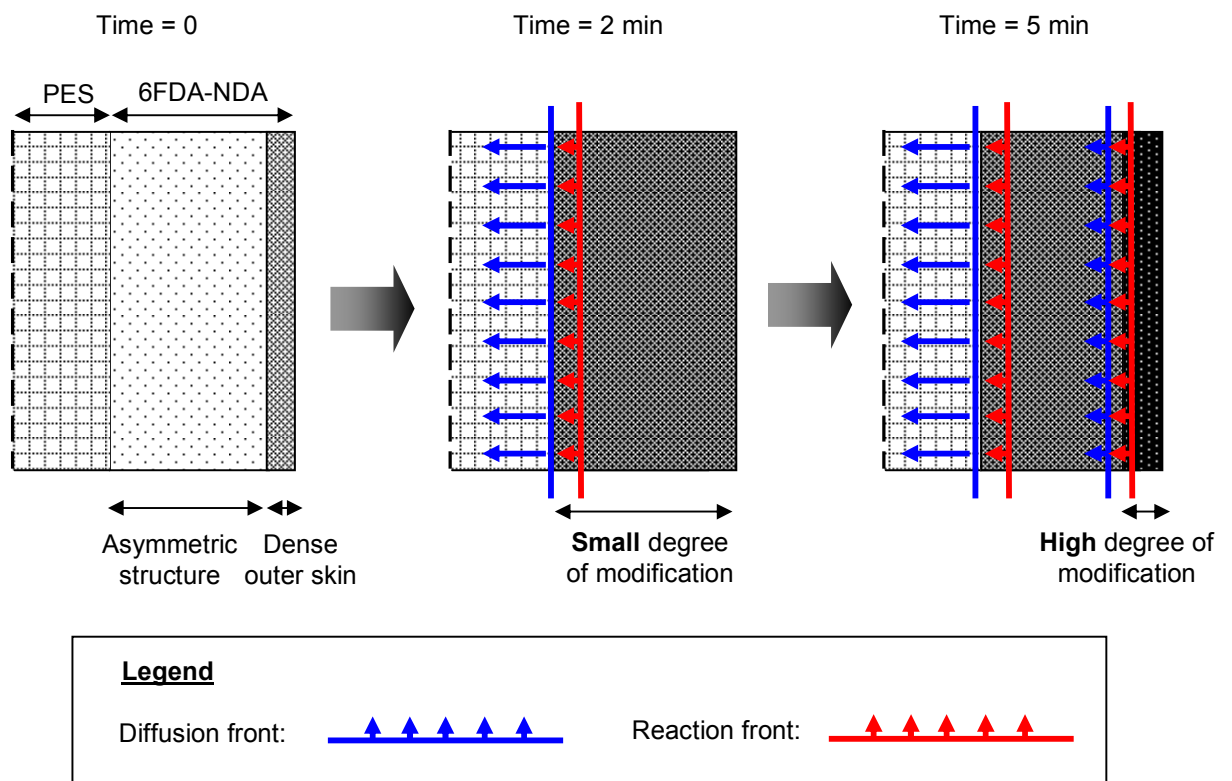 Time = 0
Time = 2 min
Time = 5 min
PES
6FDA-NDA
Asymmetric
structure
Dense
outer skin
Small degree
of modification
High degree of
modification
Legend
Diffusion front:
Reaction front: